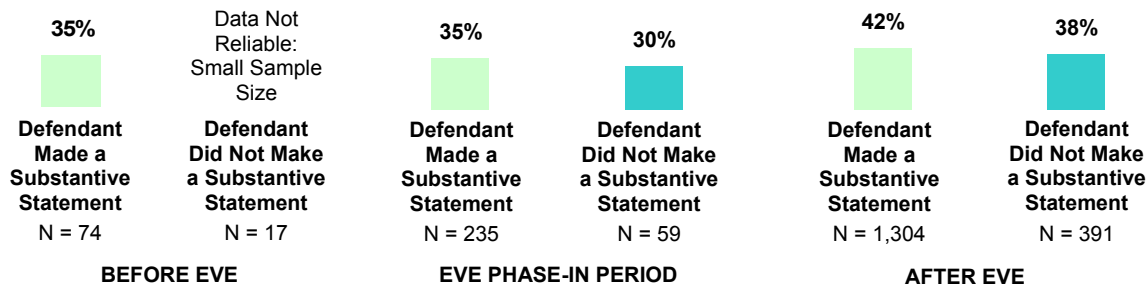 35%
Data Not
Reliable:
Small Sample
Size
35%
30%
42%
38%
Defendant
Made a
Substantive
Statement
N = 74
Defendant
Did Not Make
a Substantive
Statement
N = 17
Defendant
Made a
Substantive
Statement
N = 235
Defendant
Did Not Make
a Substantive
Statement
N = 59
Defendant
Made a
Substantive
Statement
N = 1,304
Defendant
Did Not Make
a Substantive
Statement
N = 391
BEFORE EVE
EVE PHASE-IN PERIOD
AFTER EVE